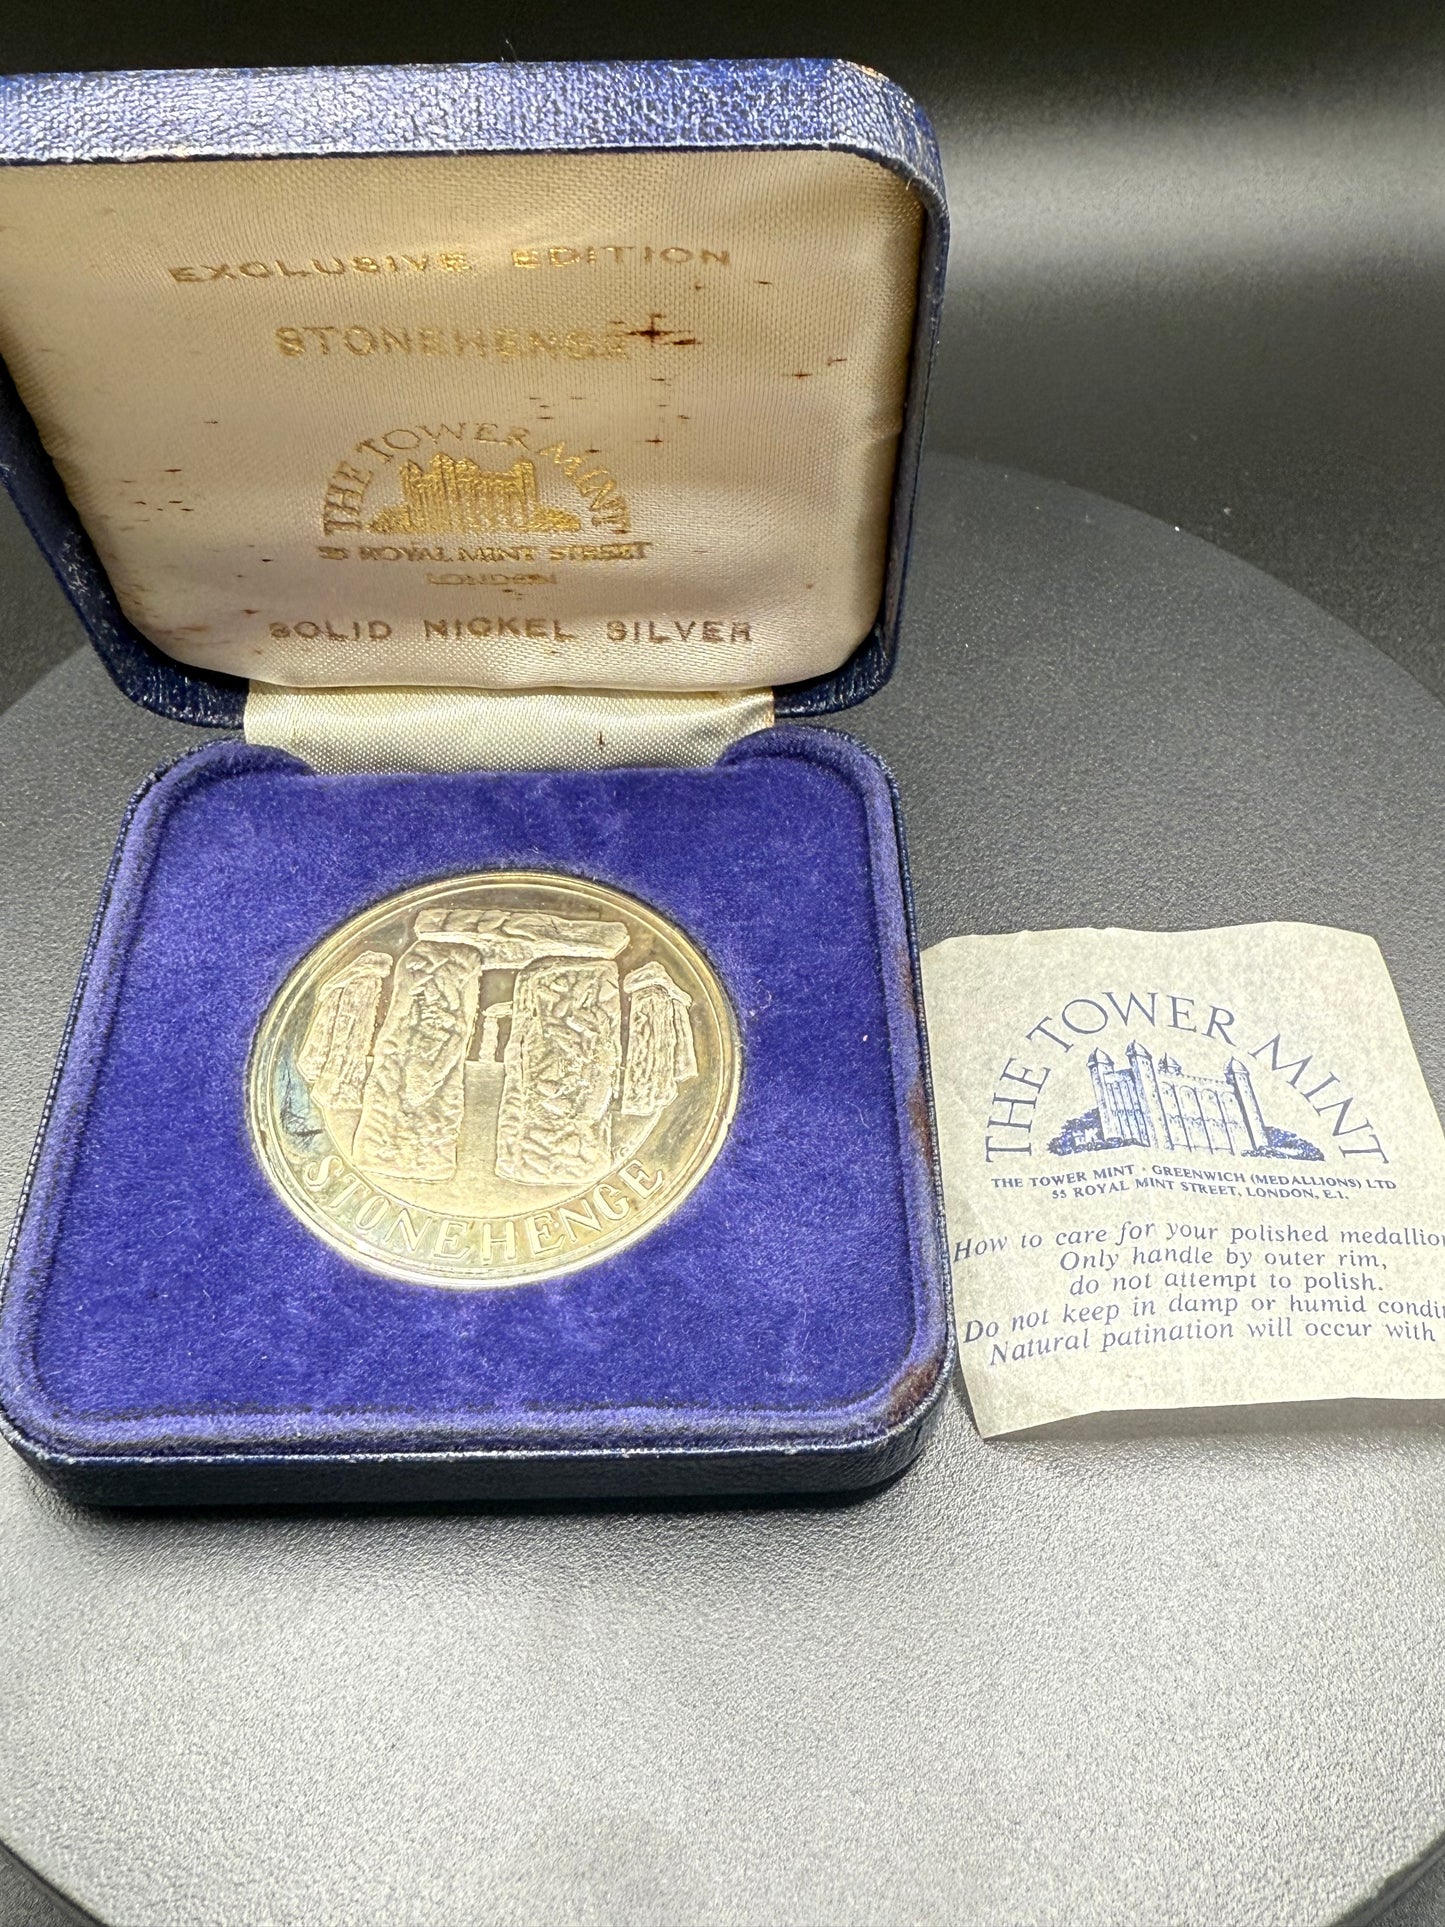 EXCLUSIVE EDITION
STONEHENGE
THE TOWER MINT
55 ROYAL MINT STREET
LONDON
SOLID NICKEL SILVER
STONEHENGE
THE TOWER MINT
THE TOWER MINT · GREENWICH (MEDALLIONS) LTD
55 ROYAL MINT STREET, LONDON, E.1.
How to care for your polished medallion
Only handle by outer rim,
do not attempt to polish.
Do not keep in damp or humid condi
Natural patination will occur with